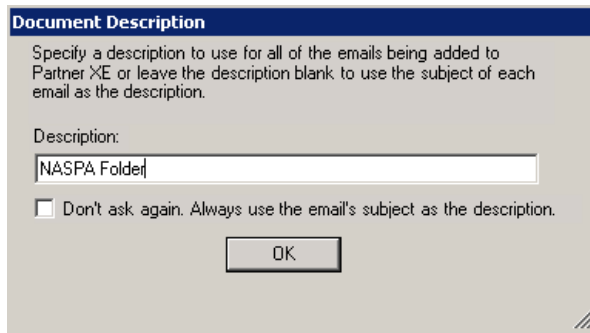 Document Description
Specify a description to use for all of the emails being added to
Partner XE or leave the description blank to use the subject of each
email as the description.
Description:
NASPA Folder
Don't ask again. Always use the email's subject as the description.
OK